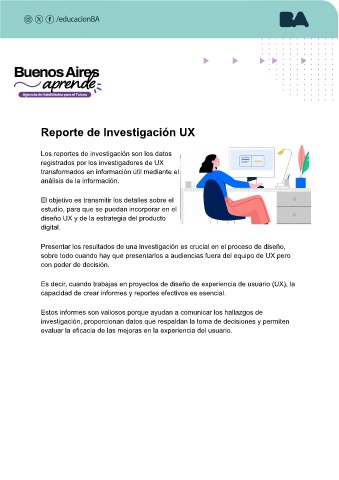 /educacionBA
BA
Buenos Aires
aprende
Agencia de Habilidades para el Futuro
Reporte de Investigación UX
Los reportes de investigación son los datos
registrados por los investigadores de UX
transformados en información útil mediante el
análisis de la información.
El objetivo es transmitir los detalles sobre el
estudio, para que se puedan incorporar en el
diseño UX y de la estrategia del producto
digital.
Presentar los resultados de una investigación es crucial en el proceso de diseño,
sobre todo cuando hay que presentarlos a audiencias fuera del equipo de UX pero
con poder de decisión.
Es decir, cuando trabajas en proyectos de diseño de experiencia de usuario (UX), la
capacidad de crear informes y reportes efectivos es esencial.
Estos informes son valiosos porque ayudan a comunicar los hallazgos de
investigación, proporcionan datos que respaldan la toma de decisiones y permiten
evaluar la eficacia de las mejoras en la experiencia del usuario.